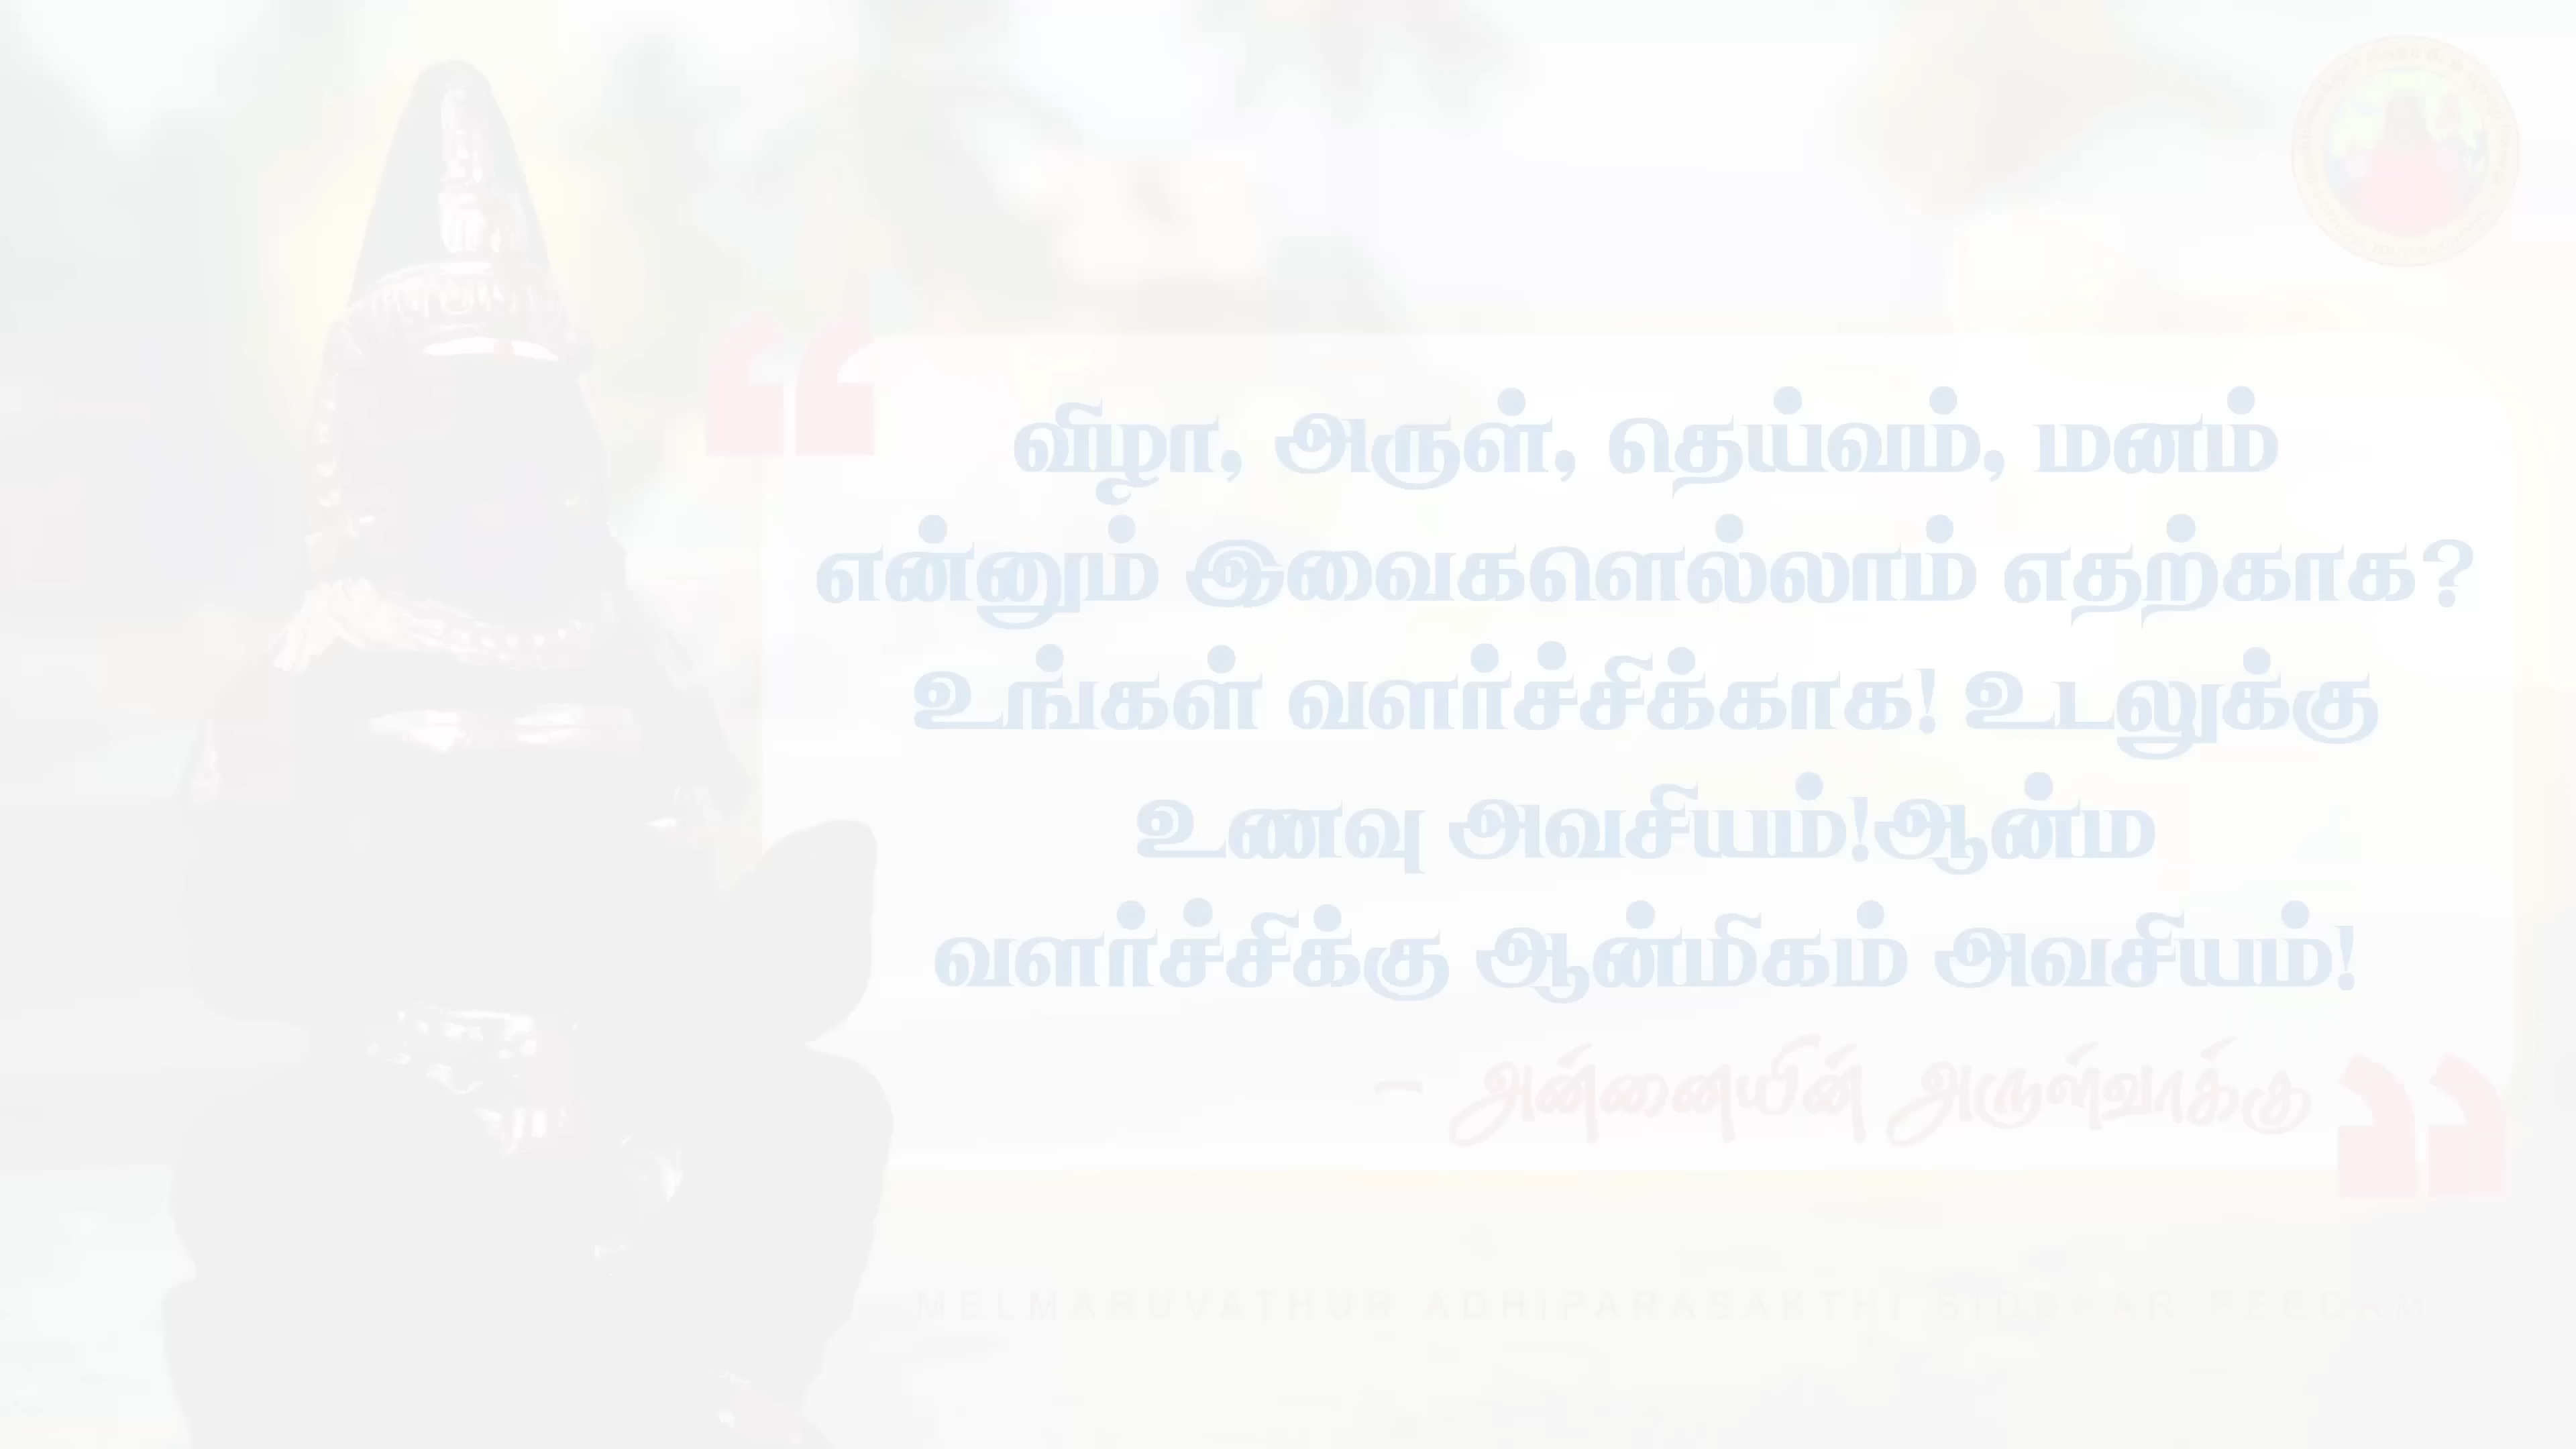 விழா, அருள், தெய்வம், மனம்
என்னும் இவைகளெல்லாம் எதற்காக?
உங்கள் வளர்ச்சிக்காக! உடலுக்கு
உணவு அவசியம்!ஆன்ம
வளர்ச்சிக்கு ஆன்மிகம் அவசியம்!
- அன்னையின் அருள்வாக்கு
MELMARUVATHUR ADHIPARASAKTHI SIDDHAR PEEDAM